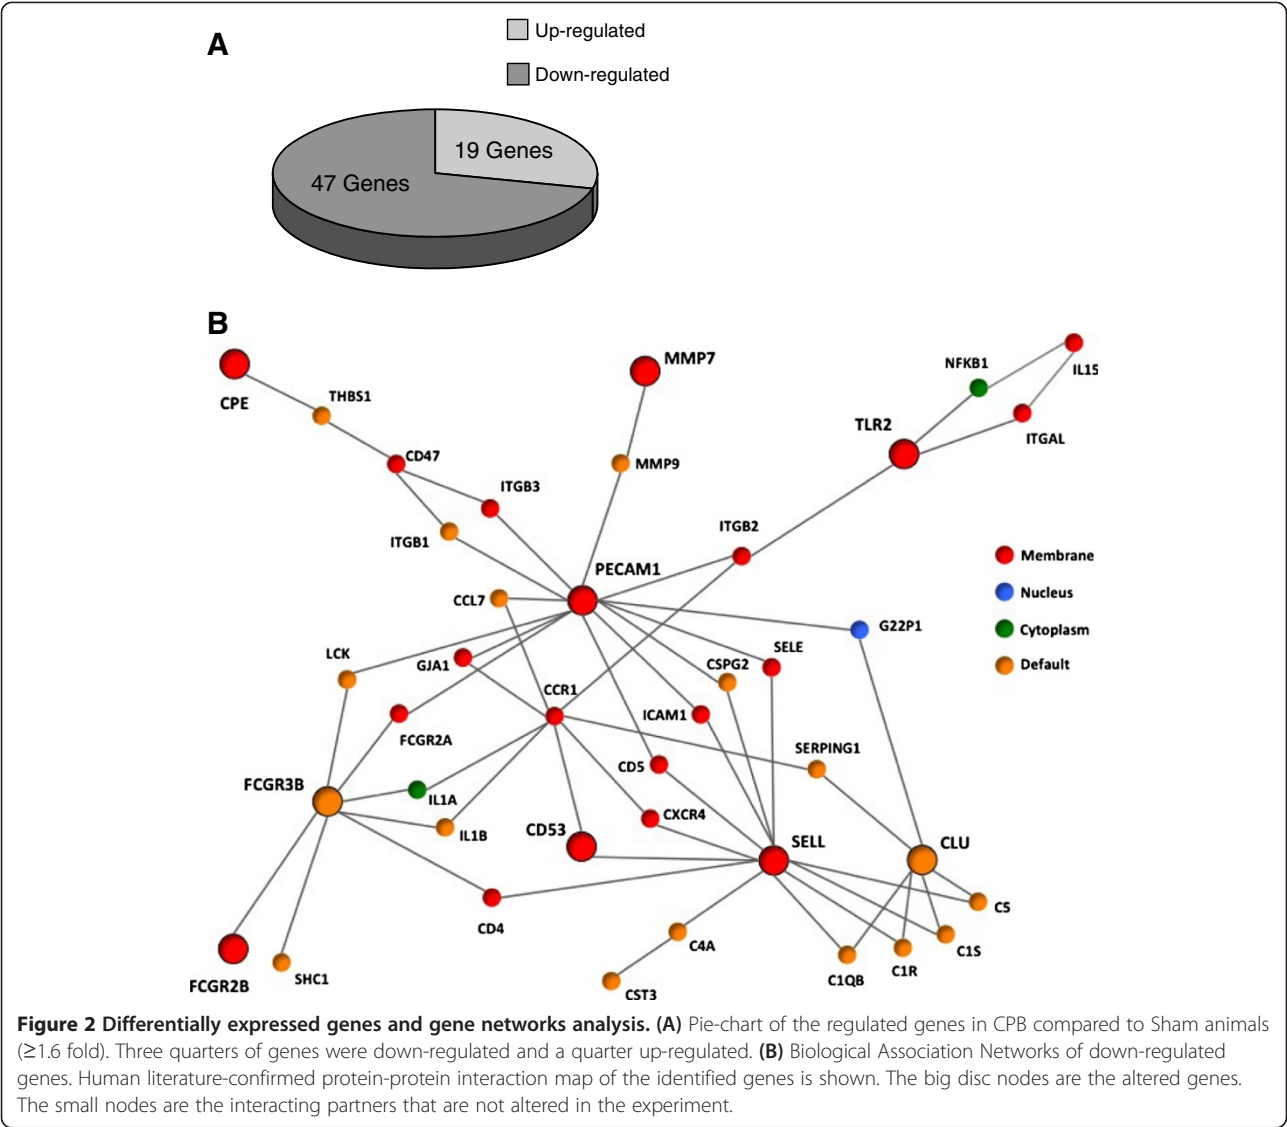 A
Up-regulated
Down-regulated
19 Genes
47 Genes
B
CPE
THBS1
CD47
ITGB3
ITGB1
MMP7
MMP9
NFKB1
IL15
ITGAL
TLR2
ITGB2
PECAM1
CCL7
G22P1
Membrane
Nucleus
Cytoplasm
Default
LCK
GJA1
CSPG2
SELE
CCR1
ICAM1
FCGR2A
SERPING1
CD5
FCGR3B
IL1A
CXCR4
IL1B
CD53
SELL
CLU
CD4
C5
C4A
C1S
C1R
C1QB
FCGR2B
SHC1
CST3
Figure 2 Differentially expressed genes and gene networks analysis. (A) Pie-chart of the regulated genes in CPB compared to Sham animals
(≥1.6 fold). Three quarters of genes were down-regulated and a quarter up-regulated. (B) Biological Association Networks of down-regulated
genes. Human literature-confirmed protein-protein interaction map of the identified genes is shown. The big disc nodes are the altered genes.
The small nodes are the interacting partners that are not altered in the experiment.